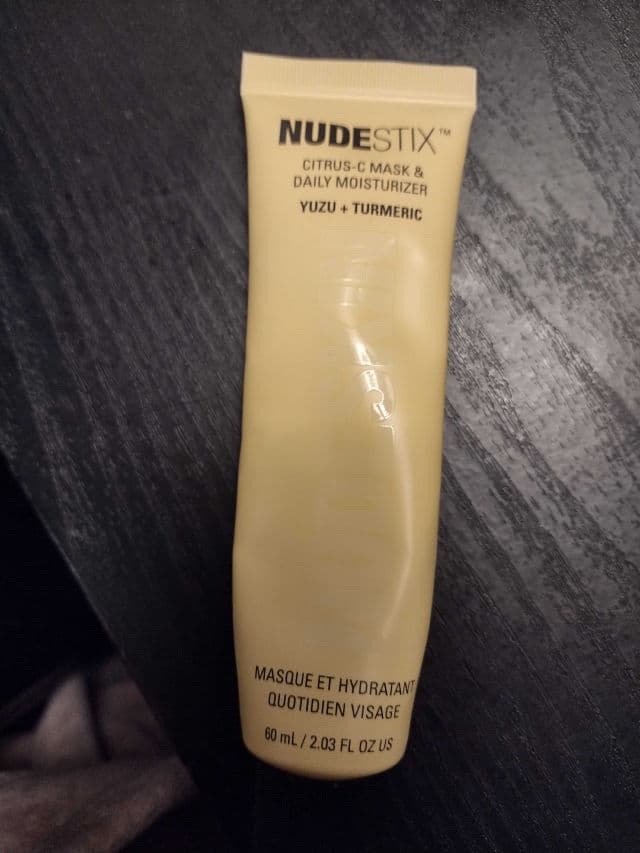 NUDESTIX™
CITRUS-C MASK &
DAILY MOISTURIZER
YUZU + TURMERIC
MASQUE ET HYDRATANT
QUOTIDIEN VISAGE
60 mL / 2.03 FL OZ US